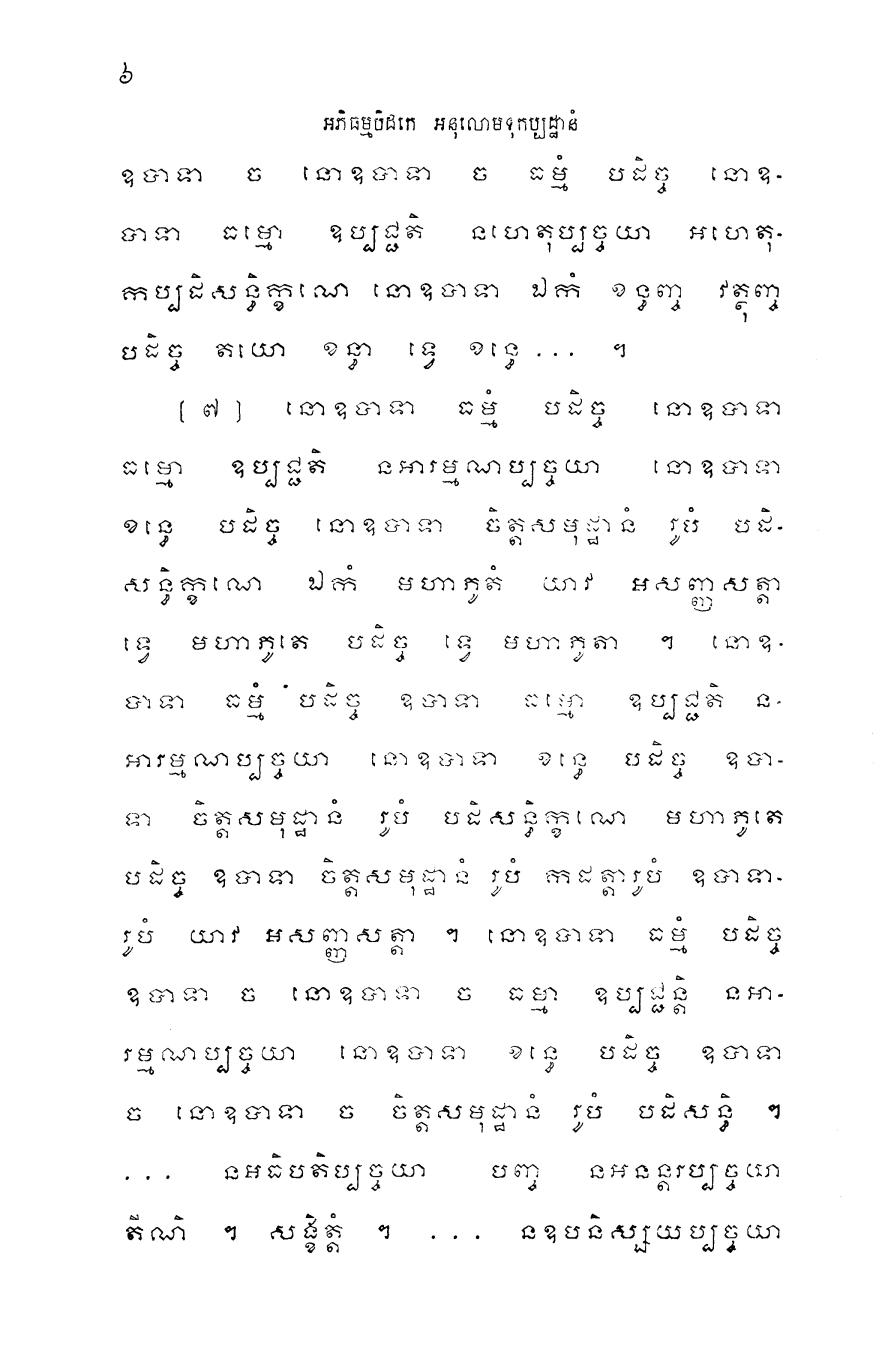 ៦
អភិធម្មបិដកេ អនុលោមទុកប្បដ្ឋានំ
ឧបាទា ច នោឧបាទា ច ធម្មំ បដិច្ច នោឧ-
បាទា ធម្មោ ឧប្បជ្ជតិ នហេតុប្បច្ចយា អហេតុ-
កប្បដិសន្ធិក្ខណេ នោឧបាទា ឯកំ ខន្ធញ្ច វត្ថុញ្ច
បដិច្ច តយោ ខន្ធា ទ្វេ ខន្ធេ ... ។
[៧] នោឧបាទា ធម្មំ បដិច្ច នោឧបាទា
ធម្មោ ឧប្បជ្ជតិ នអារម្មណប្បច្ចយា នោឧបាទា
ខន្ធេ បដិច្ច នោឧបាទា ចិត្តសមុដ្ឋានំ រូបំ បដិ-
សន្ធិក្ខណេ ឯកំ មហាភូតំ យាវ អសញ្ញសត្តា
ទ្វេ មហាភូតេ បដិច្ច ទ្វេ មហាភូតា ។ នោឧ-
បាទា ធម្មំ បដិច្ច ឧបាទា ធម្មោ ឧប្បជ្ជតិ ន-
អារម្មណប្បច្ចយា នោឧបាទា ខន្ធេ បដិច្ច ឧបា-
ទា ចិត្តសមុដ្ឋានំ រូបំ បដិសន្ធិក្ខណេ មហាភូតេ
បដិច្ច ឧបាទា ចិត្តសមុដ្ឋានំ រូបំ កដត្តារូបំ ឧបាទា-
រូបំ យាវ អសញ្ញសត្តា ។ នោឧបាទា ធម្មំ បដិច្ច
ឧបាទា ច នោឧបាទា ច ធម្មា ឧប្បជ្ជន្តិ នអា-
រម្មណប្បច្ចយា នោឧបាទា ខន្ធេ បដិច្ច ឧបាទា
ច នោឧបាទា ច ចិត្តសមុដ្ឋានំ រូបំ បដិសន្ធិ ។
... នអធិបតិប្បច្ចយា បញ្ច នអនន្តរប្បច្ចយា
តីណិ ។ សង្ខិត្តំ ។ ... នឧបនិស្សយប្បច្ចយា